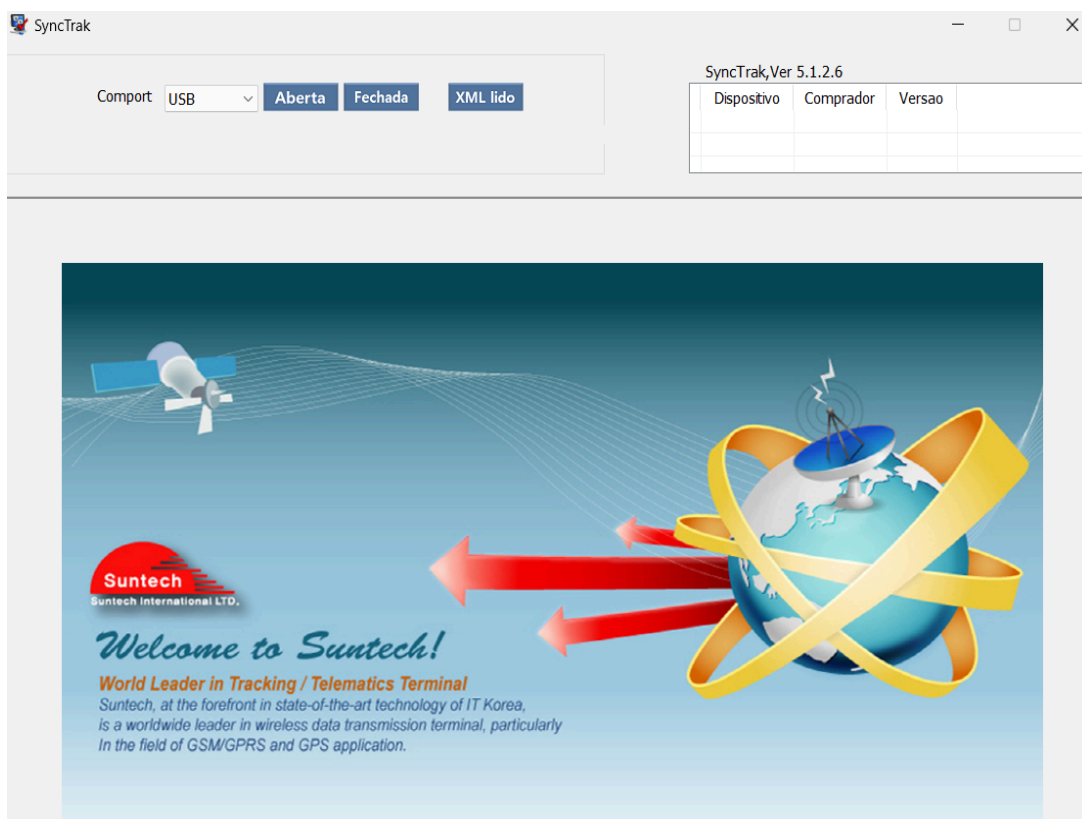 SyncTrak
SyncTrak,Ver 5.1.2.6
Comport USB Aberta Fechada XML lido
Dispositivo Comprador Versao
Suntech
Suntech International LTD.
Welcome to Suntech!
World Leader in Tracking / Telematics Terminal
Suntech, at the forefront in state-of-the-art technology of IT Korea,
is a worldwide leader in wireless data transmission terminal, particularly
In the field of GSM/GPRS and GPS application.